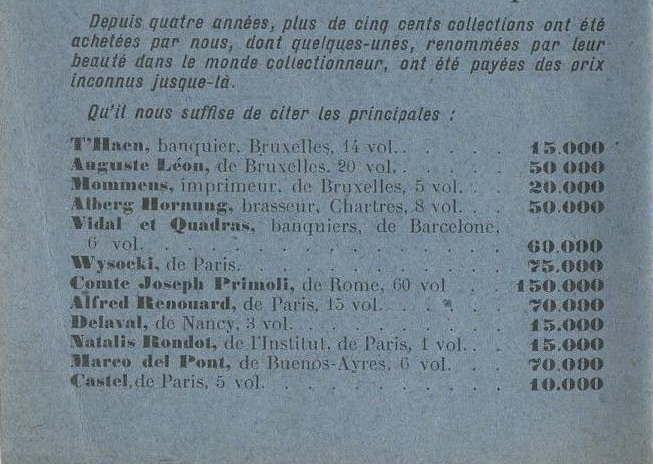 Depuis quatre années, plus de cinq cents collections ont été
achetées par nous, dont quelques-unes, renommées par leur
beauté dans le monde collectionneur, ont été payées des prix
inconnus jusque-là.
Qu'il nous suffise de citer les principales :
T'Haen, banquier, Bruxelles, 14 vol. . . . . . 15.000
Auguste Léon, de Bruxelles. 20 vol. . . . . . 50 000
Mommens, imprimeur, de Bruxelles, 5 vol. . . 20.000
Alberg Hornung, brasseur, Chartres, 8 vol. . . 50.000
Vidal et Quadras, banquiers, de Barcelone,
6 vol. . . . . . . . . . . . . . 60.000
Wysocki, de Paris. . . . . . . . . . . 75.000
Comte Joseph Primoli, de Rome, 60 vol . . . 150.000
Alfred Renouard, de Paris, 15 vol. . . . . . 70.000
Delaval, de Nancy, 3 vol. . . . . . . . . 15.000
Natalis Rondot, de l'Institut, de Paris, 1 vol. . . 15.000
Marco del Pont, de Buenos-Ayres, 6 vol. . . . 70.000
Castel, de Paris, 5 vol. . . . . . . . . . 10.000